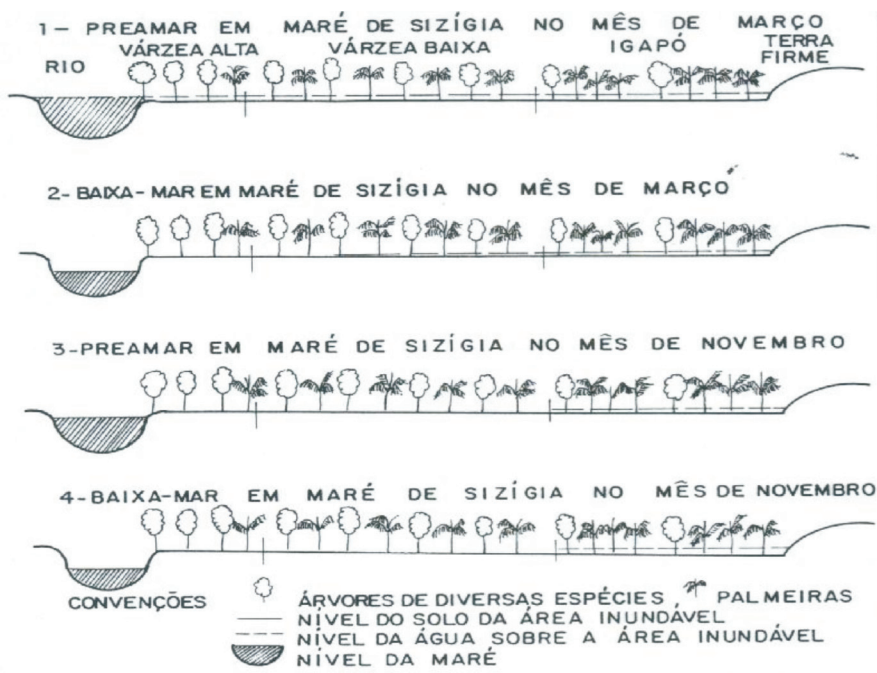 1- PREAMAR EM MARÉ DE SIZÍGIA NO MÊS DE MARÇO
RIO VÁRZEA ALTA VÁRZEA BAIXA IGAPÓ TERRA FIRME
2- BAIXA-MAR EM MARÉ DE SIZÍGIA NO MÊS DE MARÇO
3-PREAMAR EM MARÉ DE SIZÍGIA NO MÊS DE NOVEMBRO
4-BAIXA-MAR EM MARÉ DE SIZÍGIA NO MÊS DE NOVEMBRO
CONVENÇÕES ÁRVORES DE DIVERSAS ESPÉCIES, PALMEIRAS
NÍVEL DO SOLO DA ÁREA INUNDÁVEL
NÍVEL DA ÁGUA SOBRE A ÁREA INUNDÁVEL
NÍVEL DA MARÉ